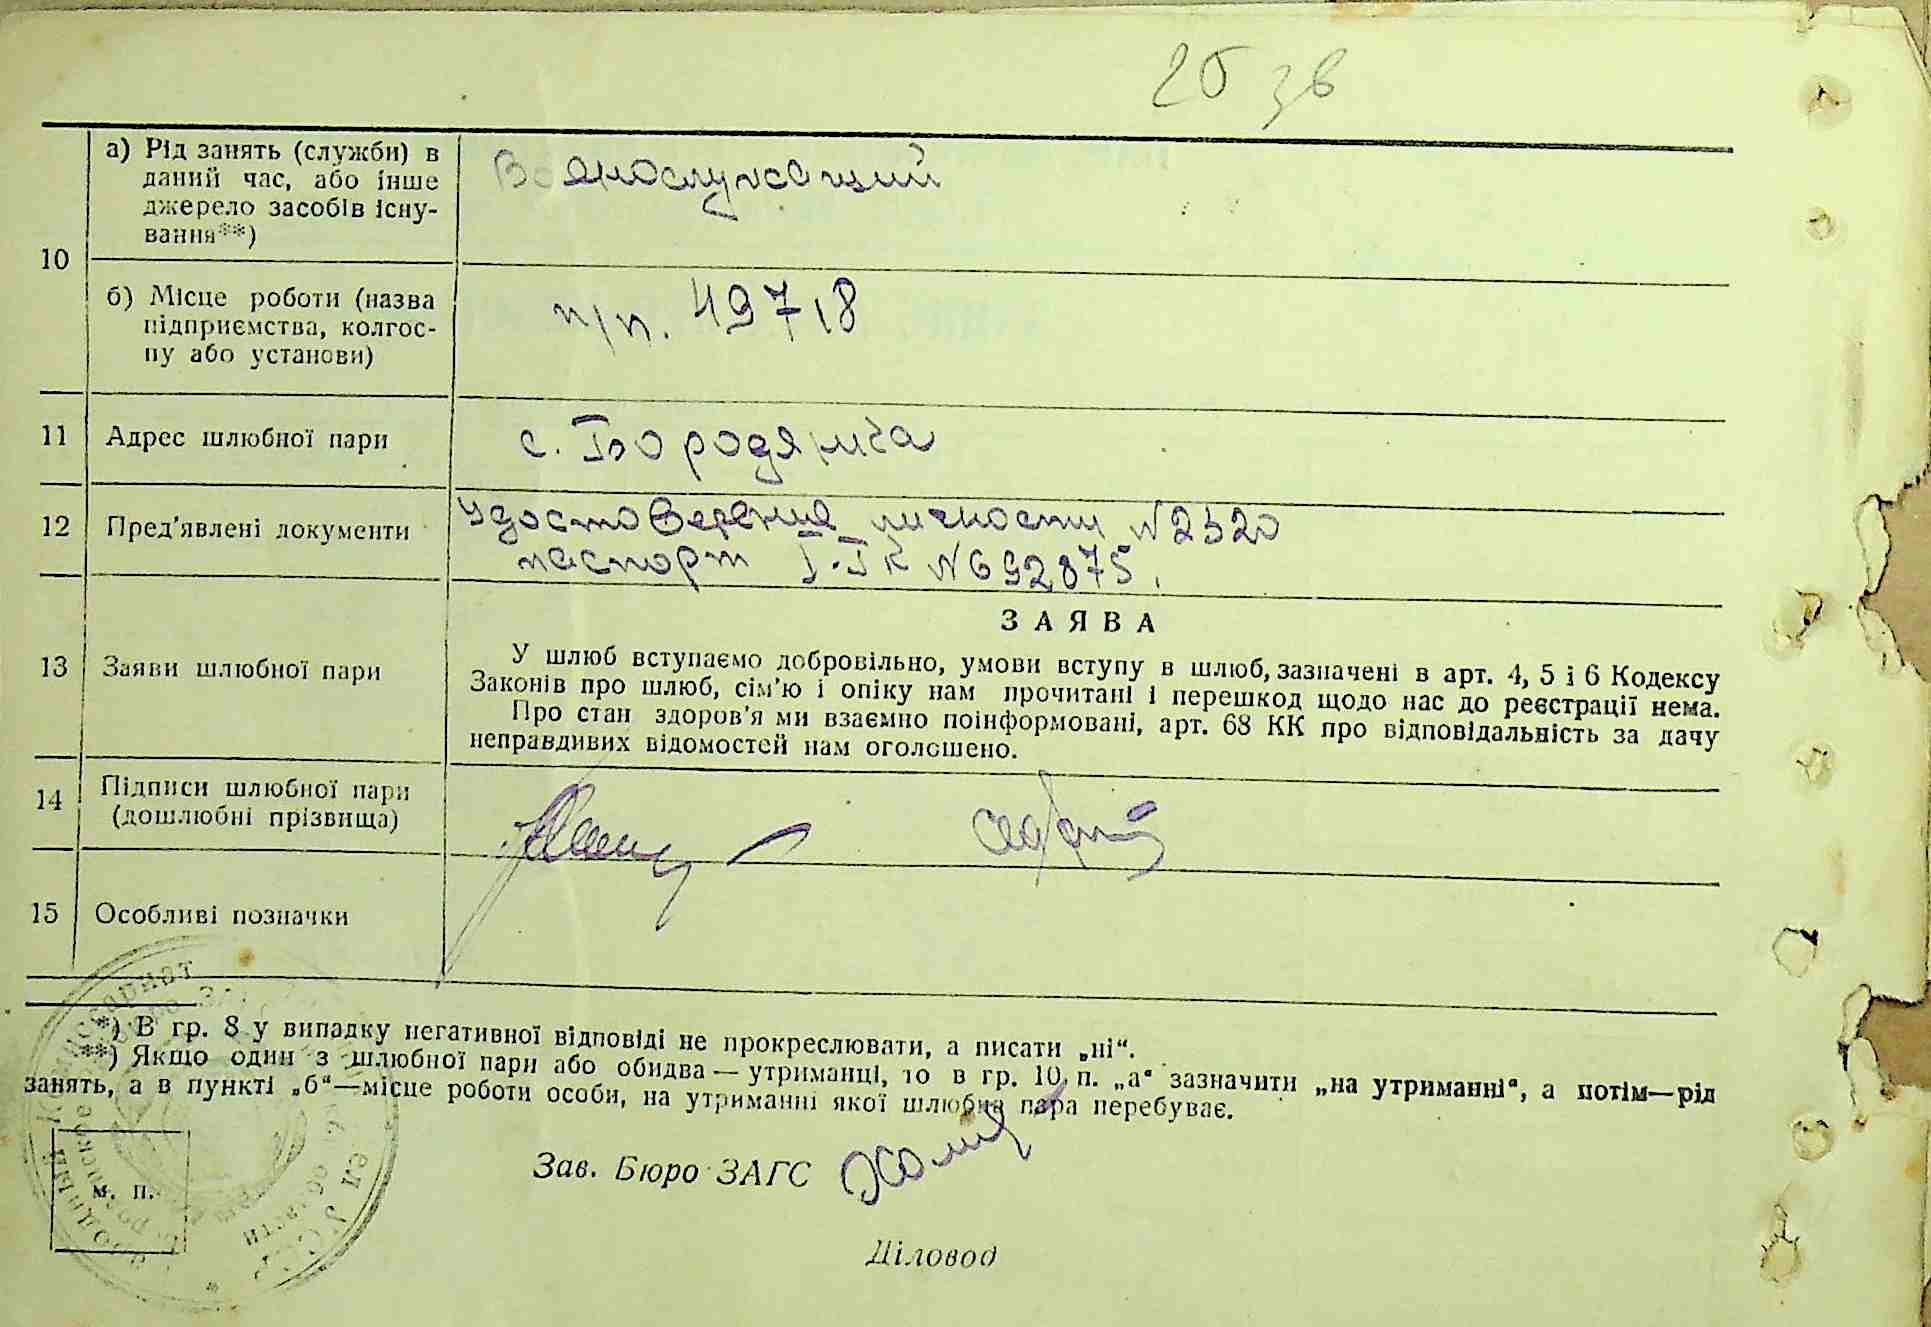 26 зв
а) Рід занять (служби) в
даний час, або інше
джерело засобів існу-
вання**)
Военослужащий
10
б) Місце роботи (назва
підприємства, колгос-
пу або установи)
п/п. 49718
11 Адрес шлюбної пари
с. Бородянка
12 Пред'явлені документи
Удостоверение личности №2320
паспорт №692875.
ЗАЯВА
13 Заяви шлюбної пари
У шлюб вступаємо добровільно, умови вступу в шлюб, зазначені в арт. 4, 5 і 6 Кодексу
Законів про шлюб, сім'ю і опіку нам прочитані і перешкод щодо нас до реєстрації нема.
Про стан здоров'я ми взаємно поінформовані, арт. 68 КК про відповідальність за дачу
неправдивих відомостей нам оголошено.
14 Підписи шлюбної пари
(дошлюбні прізвища)
15 Особливі позначки
*) В гр. 8 у випадку негативної відповіді не прокреслювати, а писати „ні“.
**) Якщо один з шлюбної пари або обидва — утриманці, то в гр. 10, п. „а“ зазначити „на утриманні“, а потім—рід
занять, а в пункті „б“—місце роботи особи, на утриманні якої шлюбна пара перебуває.
Зав. Бюро ЗАГС
м. п.
Діловод